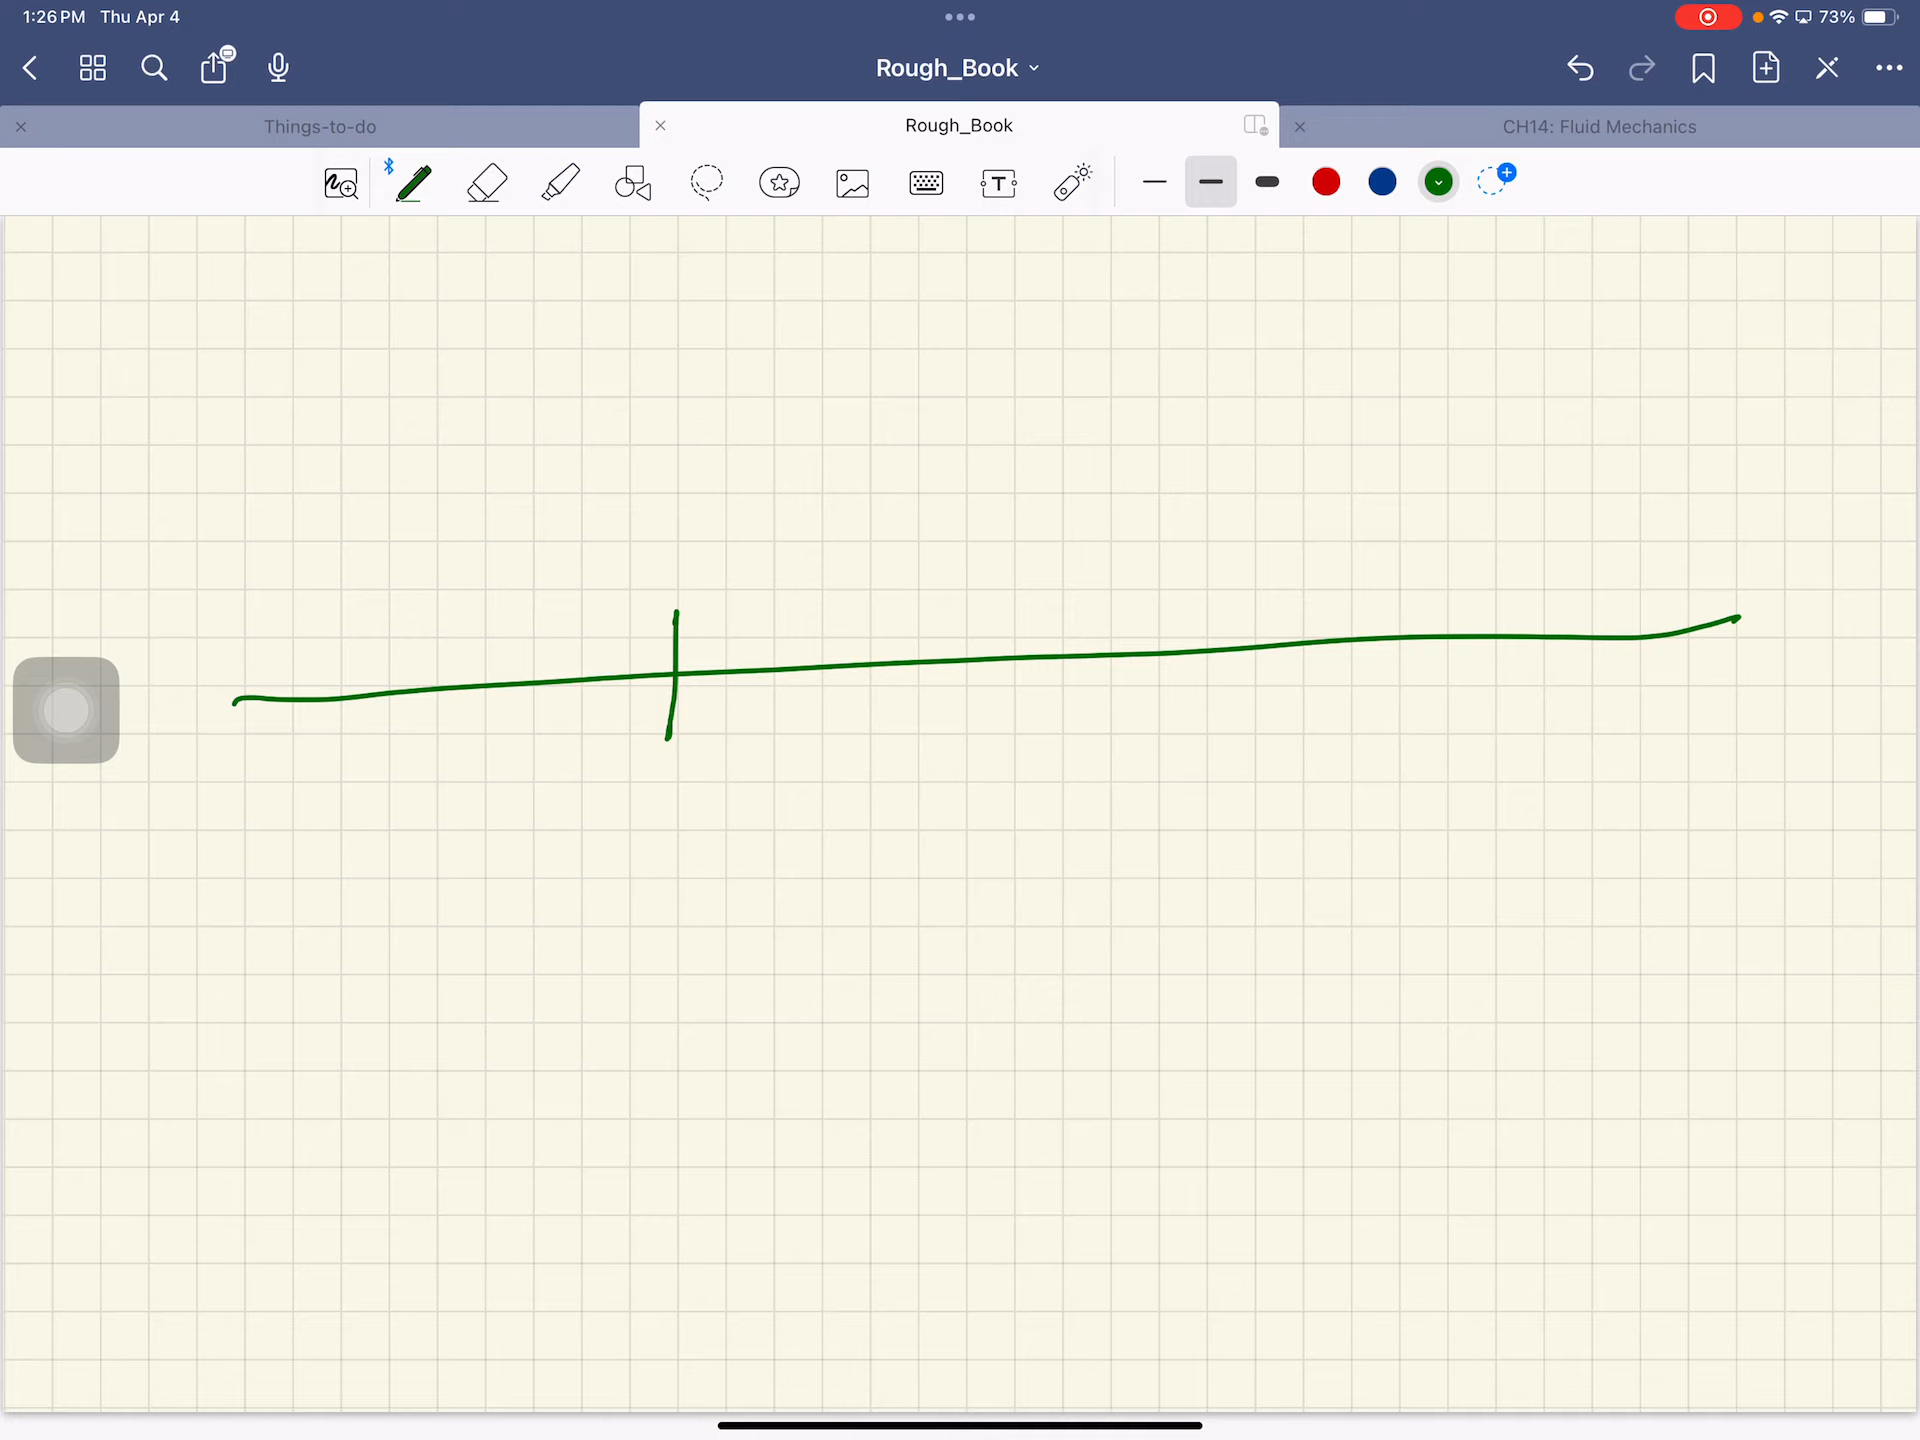 1:26 PM Thu Apr 4
73%
Rough_Book
Things-to-do
Rough_Book
CH14: Fluid Mechanics
T